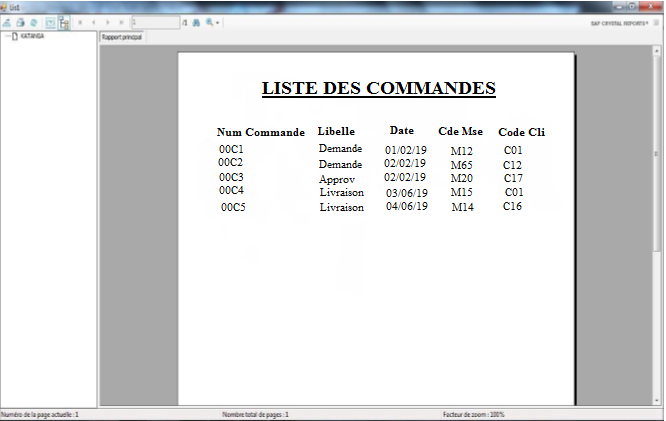 List
1
/1
SAP CRYSTAL REPORTS®
KATANGA
Rapport principal
LISTE DES COMMANDES
Num Commande Libelle Date Cde Mse Code Cli
00C1 Demande 01/02/19 M12 C01
00C2 Demande 02/02/19 M65 C12
00C3 Approv 02/02/19 M20 C17
00C4 Livraison 03/06/19 M15 C01
00C5 Livraison 04/06/19 M14 C16
Numéro de la page actuelle : 1 Nombre total de pages : 1 Facteur de zoom : 100%